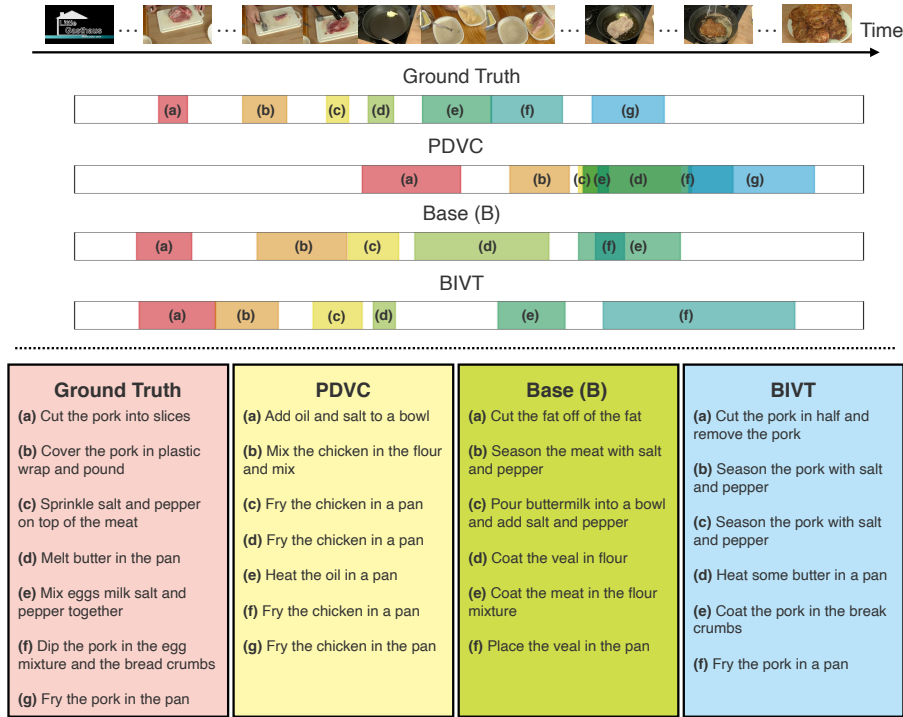 Little
Gasthaus
... ... ... ... ... Time
Ground Truth
(a) (b) (c) (d) (e) (f) (g)
PDVC
(a) (b) (c) (e) (d) (f) (g)
Base (B)
(a) (b) (c) (d) (f) (e)
BIVT
(a) (b) (c) (d) (e) (f)
Ground Truth
(a) Cut the pork into slices
(b) Cover the pork in plastic
wrap and pound
(c) Sprinkle salt and pepper
on top of the meat
(d) Melt butter in the pan
(e) Mix eggs milk salt and
pepper together
(f) Dip the pork in the egg
mixture and the bread crumbs
(g) Fry the pork in the pan
PDVC
(a) Add oil and salt to a bowl
(b) Mix the chicken in the flour
and mix
(c) Fry the chicken in a pan
(d) Fry the chicken in a pan
(e) Heat the oil in a pan
(f) Fry the chicken in a pan
(g) Fry the chicken in the pan
Base (B)
(a) Cut the fat off of the fat
(b) Season the meat with salt
and pepper
(c) Pour buttermilk into a bowl
and add salt and pepper
(d) Coat the veal in flour
(e) Coat the meat in the flour
mixture
(f) Place the veal in the pan
BIVT
(a) Cut the pork in half and
remove the pork
(b) Season the pork with salt
and pepper
(c) Season the pork with salt
and pepper
(d) Heat some butter in a pan
(e) Coat the pork in the break
crumbs
(f) Fry the pork in a pan